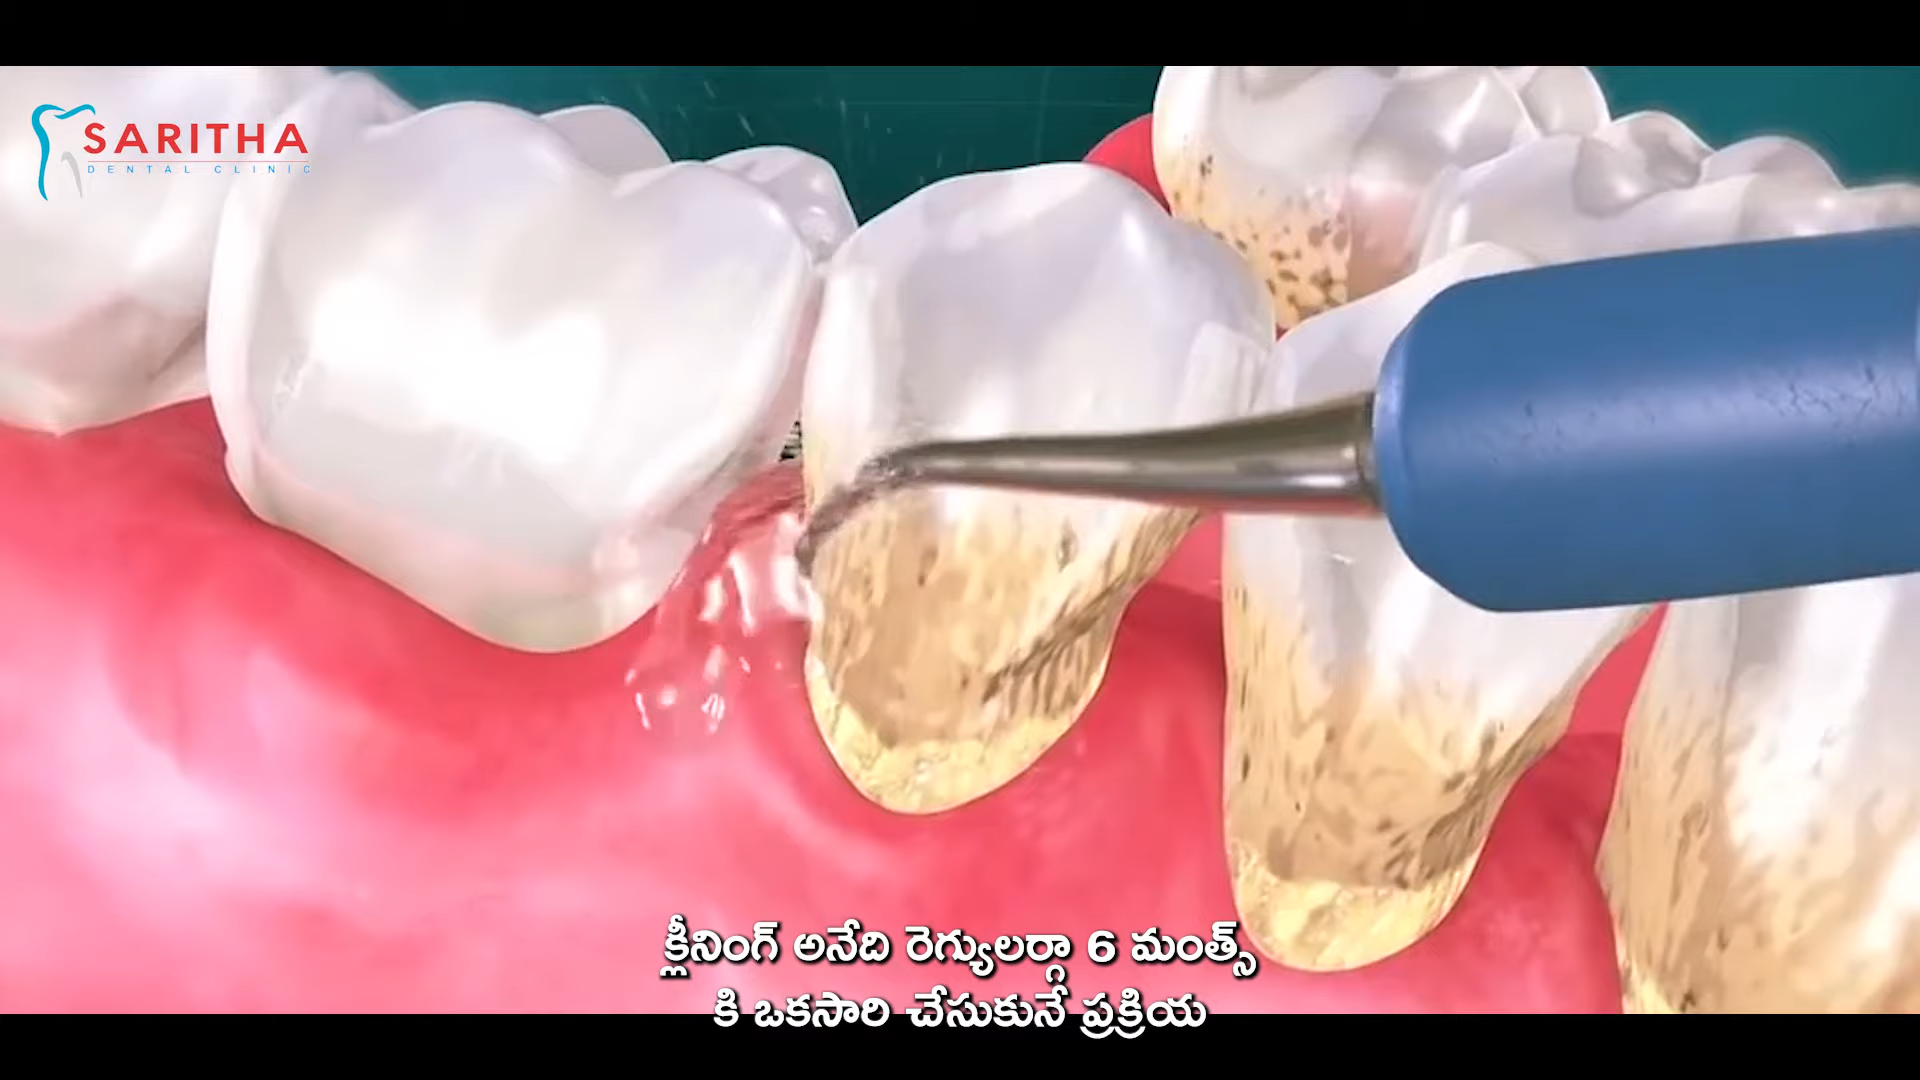 SARITHA
DENTAL CLINIC
క్లీనింగ్ అనేది రెగ్యులర్గా 6 మంత్స్
కి ఒకసారి చేసుకునే ప్రక్రియ